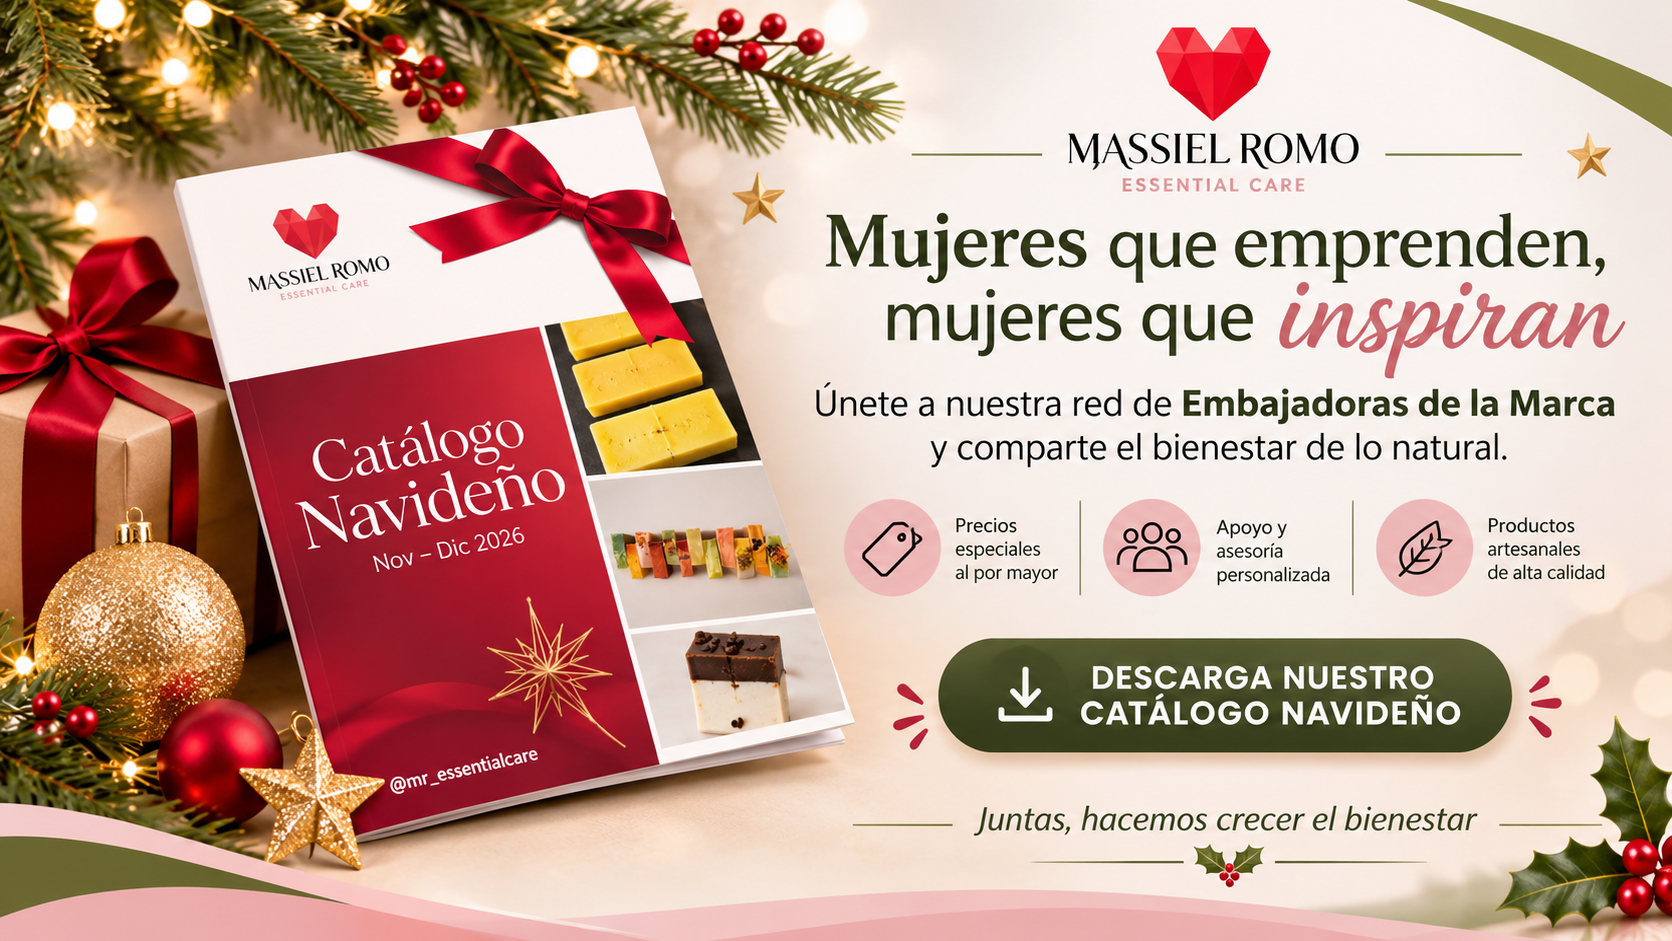 MASSIEL ROMO
ESSENTIAL CARE
Catálogo
Navideño
Nov – Dic 2026
@mr_essentialcare
MASSIEL ROMO
ESSENTIAL CARE
Mujeres que emprenden,
mujeres que inspiran
Únete a nuestra red de Embajadoras de la Marca
y comparte el bienestar de lo natural.
Precios
especiales
al por mayor
Apoyo y
asesoría
personalizada
Productos
artesanales
de alta calidad
DESCARGA NUESTRO
CATÁLOGO NAVIDEÑO
Juntas, hacemos crecer el bienestar